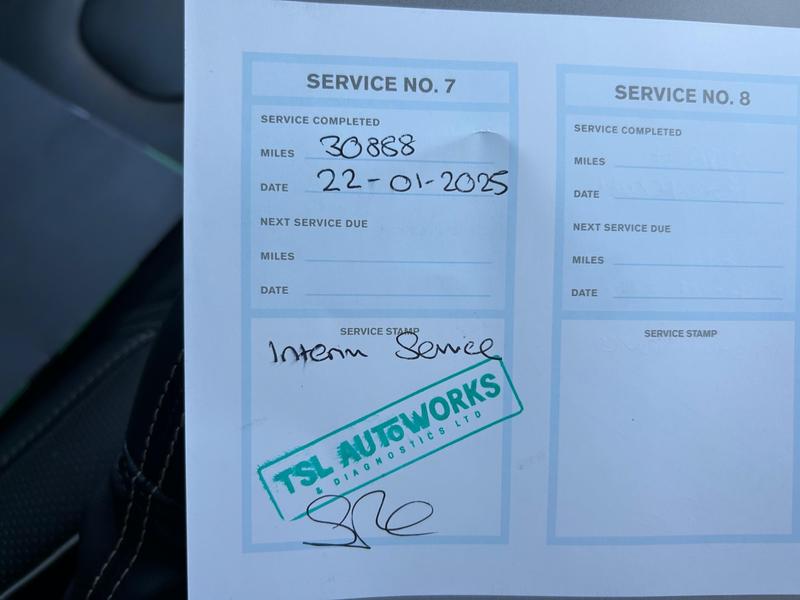 SERVICE NO. 7
SERVICE COMPLETED
MILES 30888
DATE 22-01-2025
NEXT SERVICE DUE
MILES
DATE
SERVICE STAMP
Interim Service
TSL AUTOWORKS
& DIAGNOSTICS LTD
SERVICE NO. 8
SERVICE COMPLETED
MILES
DATE
NEXT SERVICE DUE
MILES
DATE
SERVICE STAMP